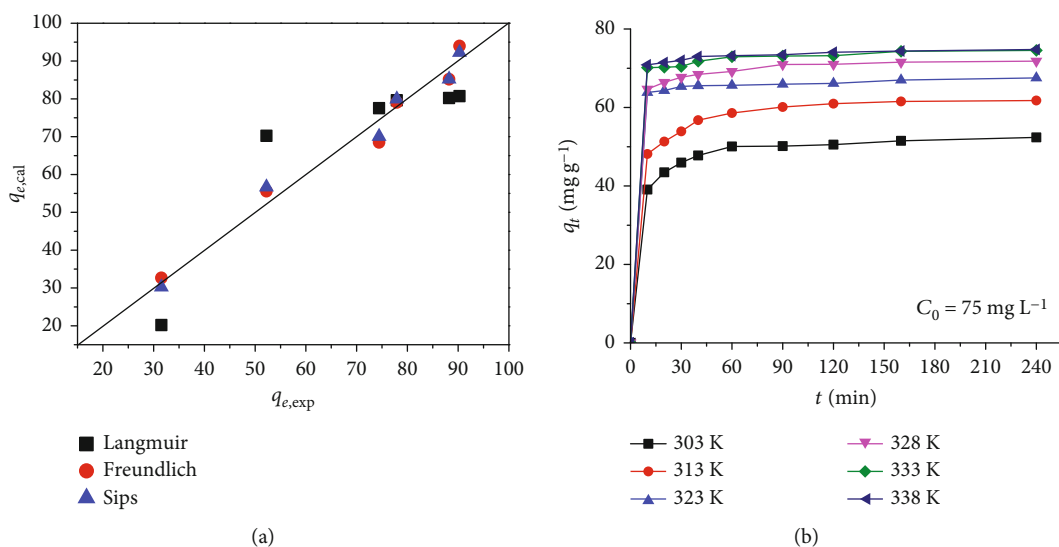 100
90
80
70
60
50
40
30
20
q_{e,cal}
20 30 40 50 60 70 80 90 100
q_{e,exp}
Langmuir
Freundlich
Sips
(a)
80
60
40
20
0
q_t (mg g⁻¹)
C_0 = 75 mg L⁻¹
0 30 60 90 120 150 180 210 240
t (min)
303 K
313 K
323 K
328 K
333 K
338 K
(b)